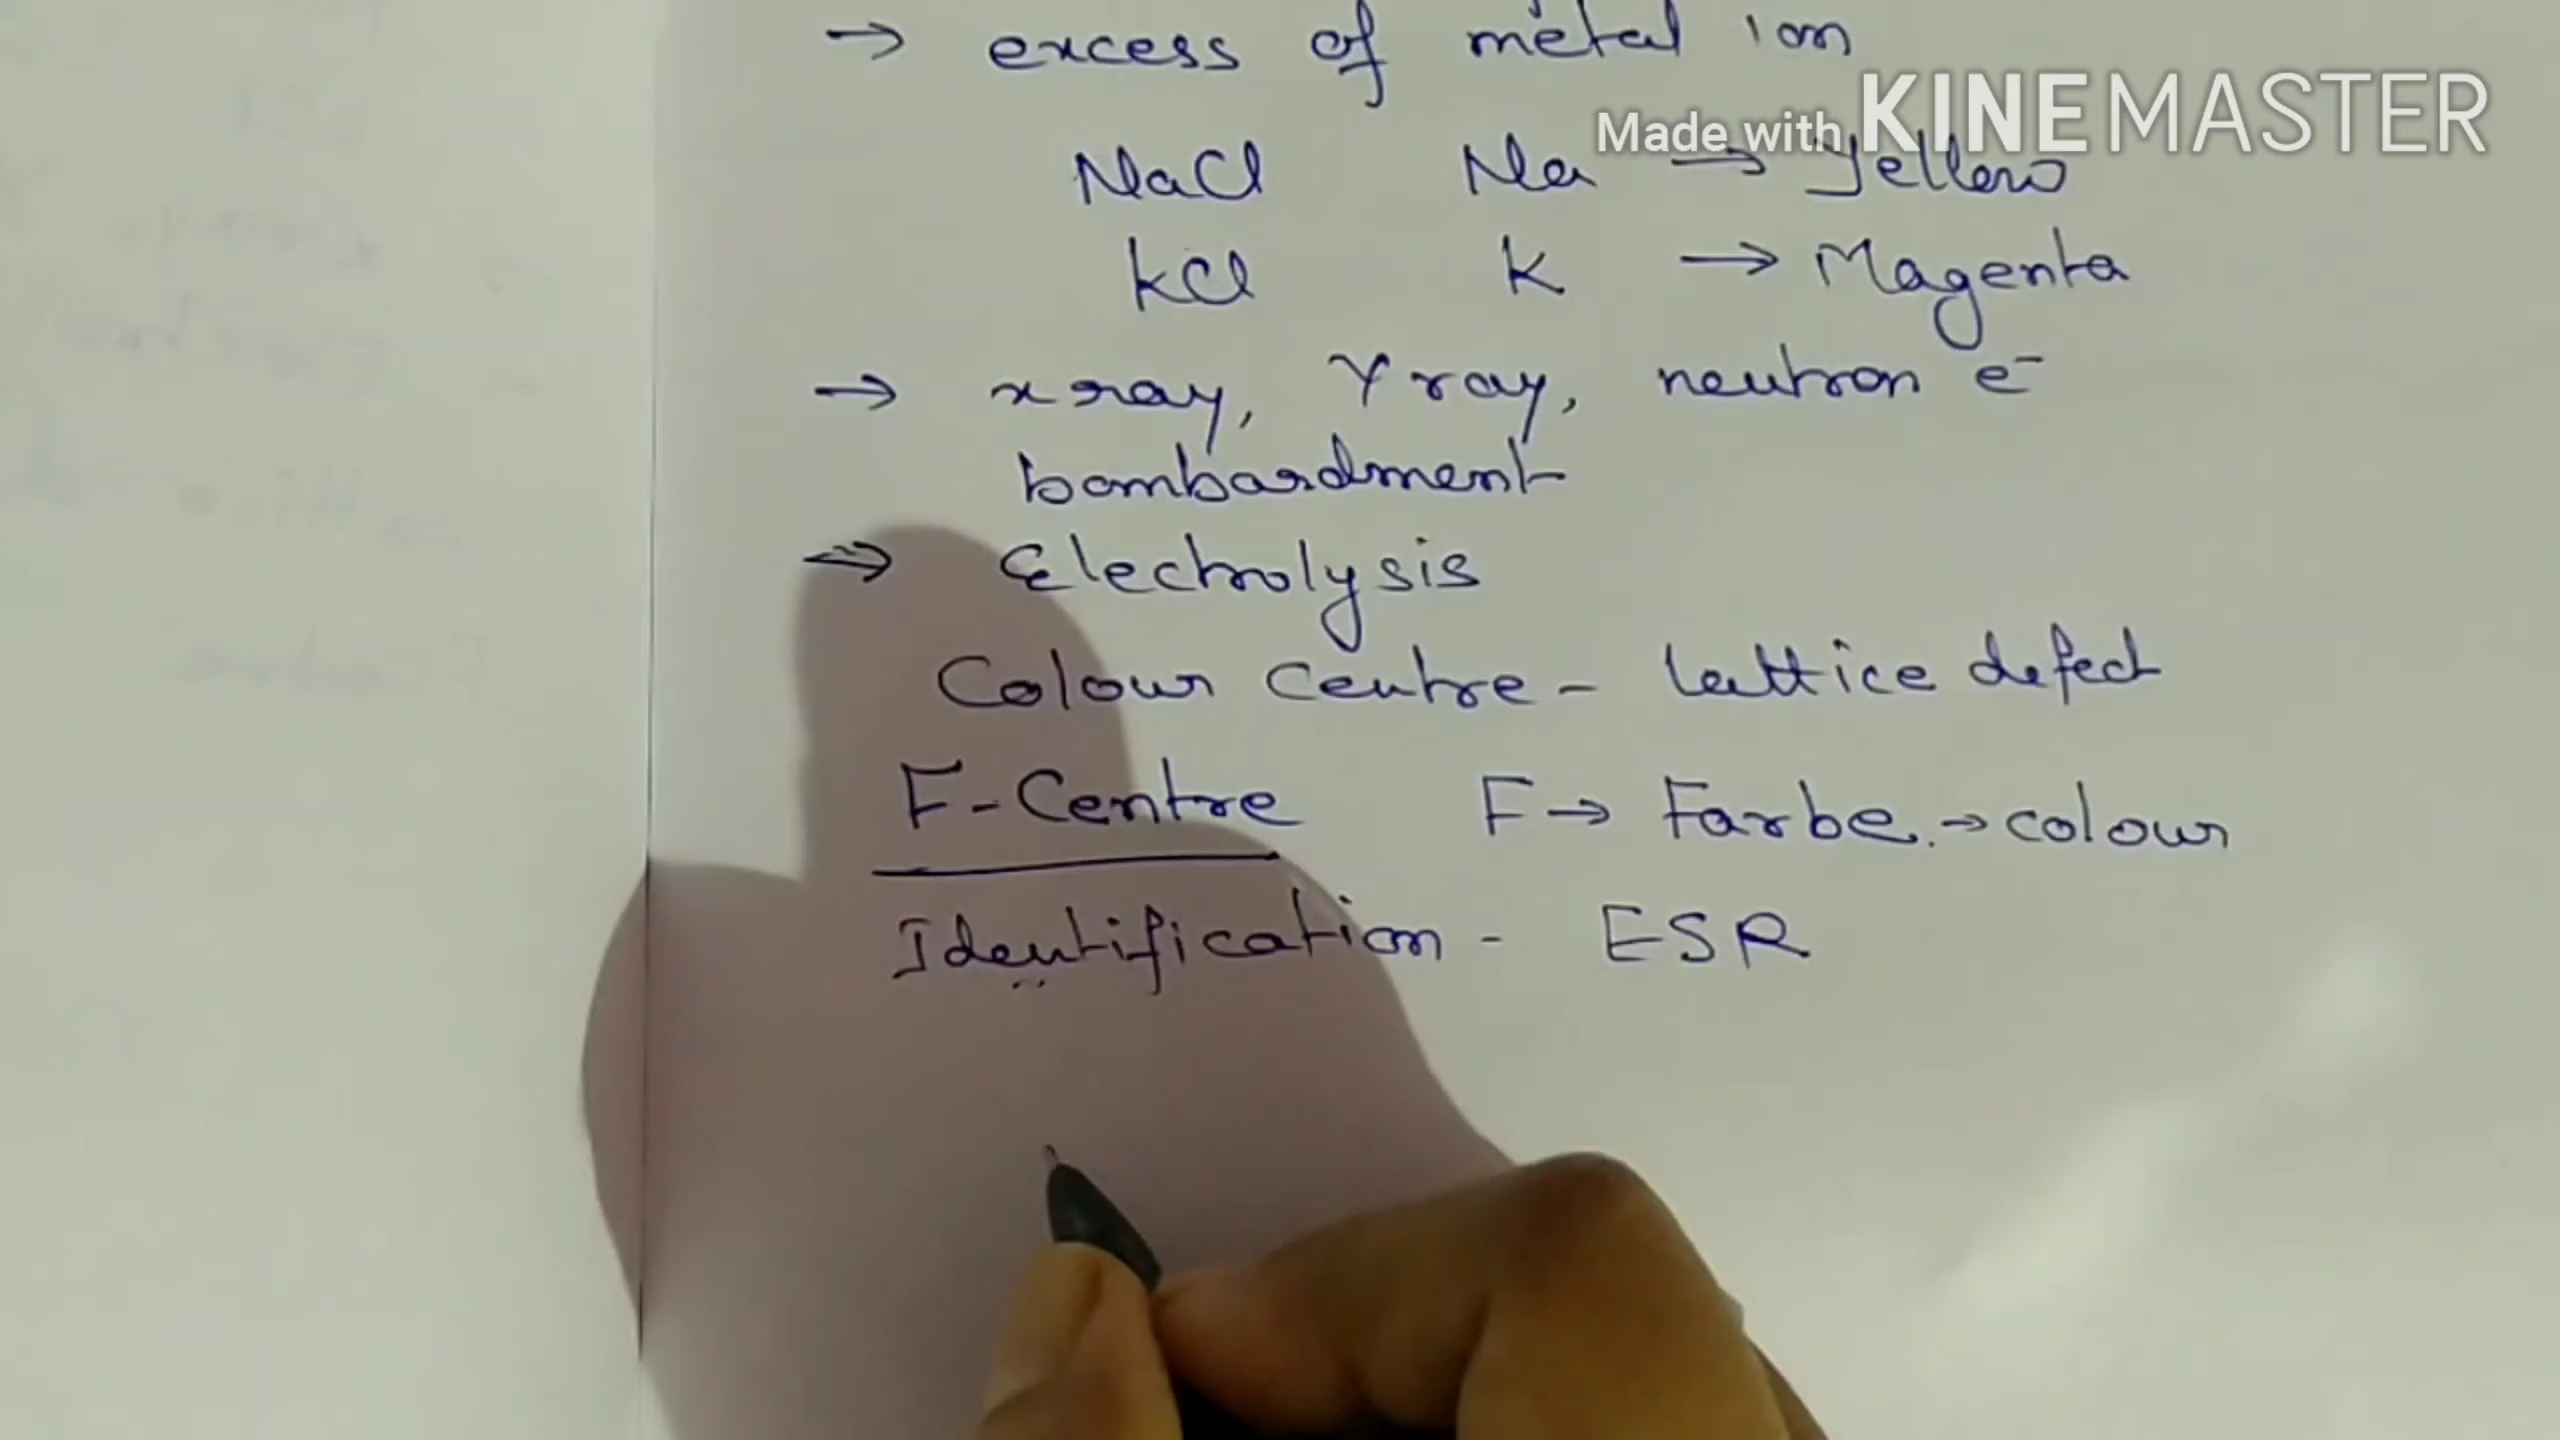 → excess of metal ion
Made with KINEMASTER
NaCl Na → Yellow
KCl K → Magenta
→ x ray, γ ray, neutron e⁻
bombardment
⇒ Electrolysis
Colour Centre - lattice defect
F-Centre F → Farbe. → colour
Identification - ESR